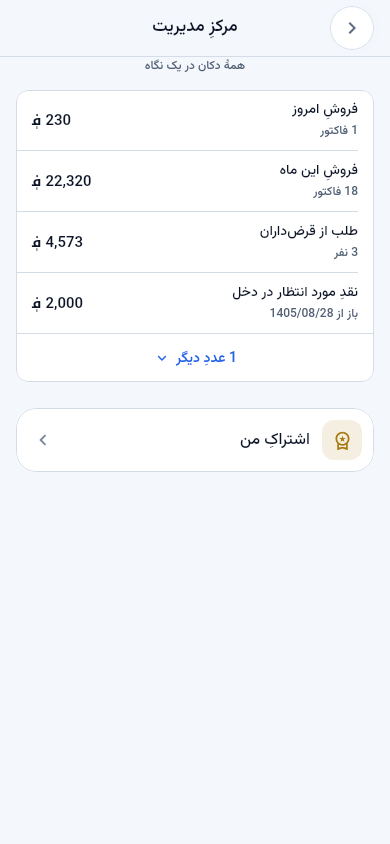 مرکزِ مدیریت
همهٔ دکان در یک نگاه
فروشِ امروز
230 ؋
1 فاکتور
فروشِ این ماه
22,320 ؋
18 فاکتور
طلب از قرض‌داران
4,573 ؋
3 نفر
نقدِ مورد انتظار در دخل
2,000 ؋
باز از 1405/08/28
1 عددِ دیگر
اشتراکِ من